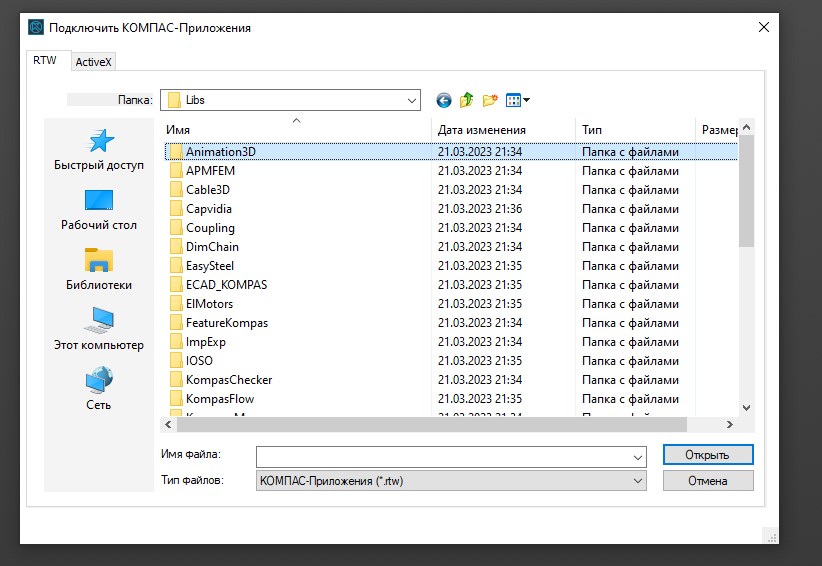 Подключить КОМПАС-Приложения
RTW ActiveX
Папка: Libs
Имя Дата изменения Тип Размер
Быстрый доступ
Рабочий стол
Библиотеки
Этот компьютер
Сеть
Animation3D 21.03.2023 21:34 Папка с файлами
APMFEM 21.03.2023 21:34 Папка с файлами
Cable3D 21.03.2023 21:34 Папка с файлами
Capvidia 21.03.2023 21:36 Папка с файлами
Coupling 21.03.2023 21:34 Папка с файлами
DimChain 21.03.2023 21:34 Папка с файлами
EasySteel 21.03.2023 21:35 Папка с файлами
ECAD_KOMPAS 21.03.2023 21:35 Папка с файлами
ElMotors 21.03.2023 21:35 Папка с файлами
FeatureKompas 21.03.2023 21:34 Папка с файлами
ImpExp 21.03.2023 21:34 Папка с файлами
IOSO 21.03.2023 21:35 Папка с файлами
KompasChecker 21.03.2023 21:34 Папка с файлами
KompasFlow 21.03.2023 21:35 Папка с файлами
Имя файла:
Открыть
Тип файлов: КОМПАС-Приложения (*.rtw)
Отмена